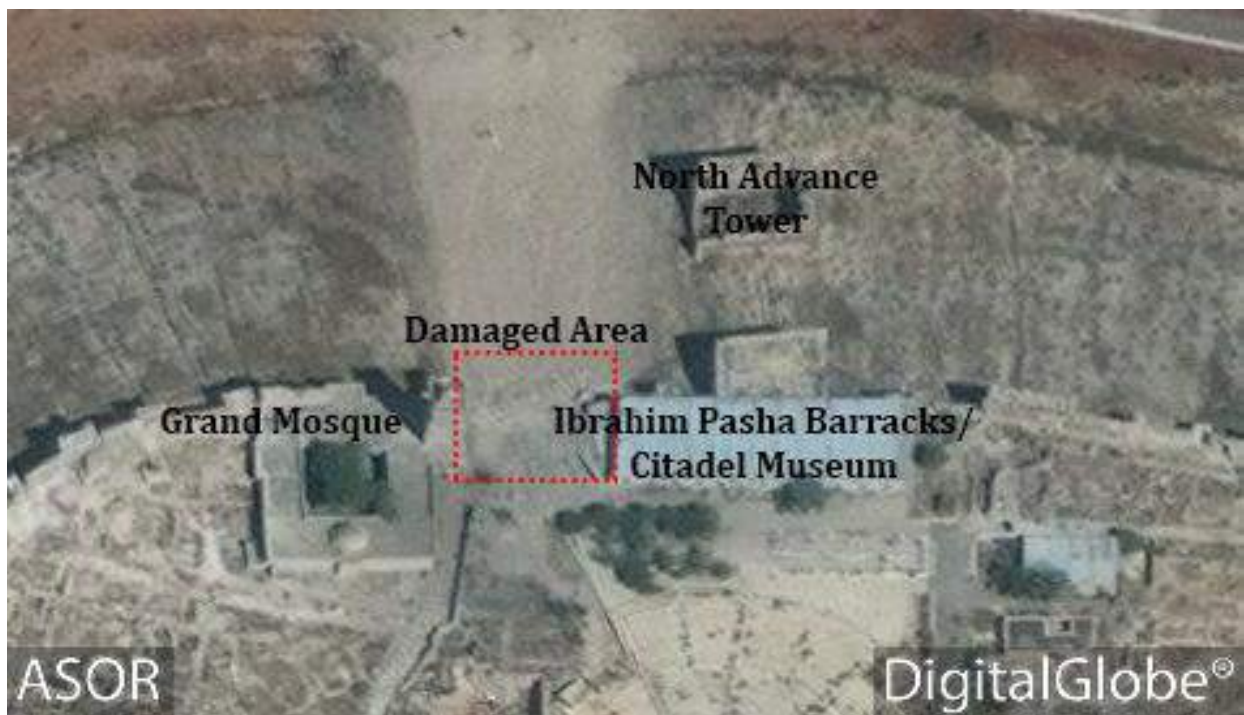 North Advance
Tower
Damaged Area
Grand Mosque
Ibrahim Pasha Barracks/
Citadel Museum
ASOR
DigitalGlobe®